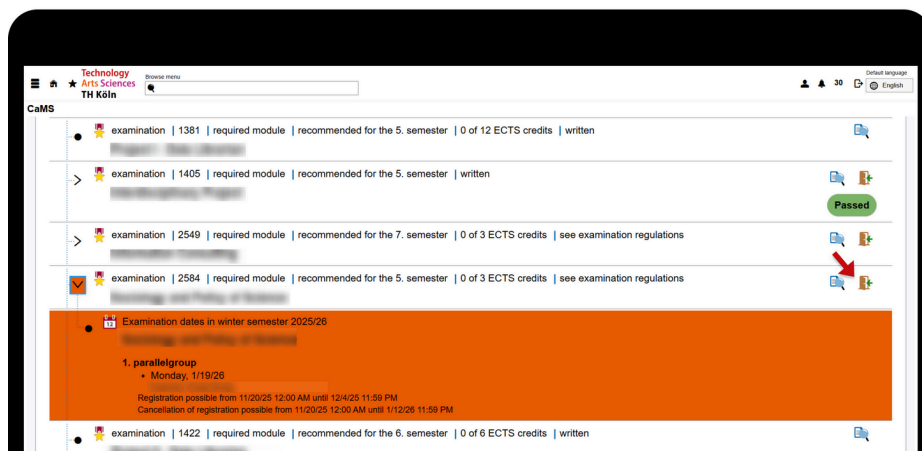 Technology
Arts Sciences
TH Köln
Browse menu
30
Default language
English
CaMS
examination | 1381 | required module | recommended for the 5. semester | 0 of 12 ECTS credits | written
examination | 1405 | required module | recommended for the 5. semester | written
Passed
examination | 2549 | required module | recommended for the 7. semester | 0 of 3 ECTS credits | see examination regulations
examination | 2584 | required module | recommended for the 5. semester | 0 of 3 ECTS credits | see examination regulations
12
Examination dates in winter semester 2025/26
1. parallelgroup
• Monday, 1/19/26
Registration possible from 11/20/25 12:00 AM until 12/4/25 11:59 PM
Cancellation of registration possible from 11/20/25 12:00 AM until 1/12/26 11:59 PM
examination | 1422 | required module | recommended for the 6. semester | 0 of 6 ECTS credits | written